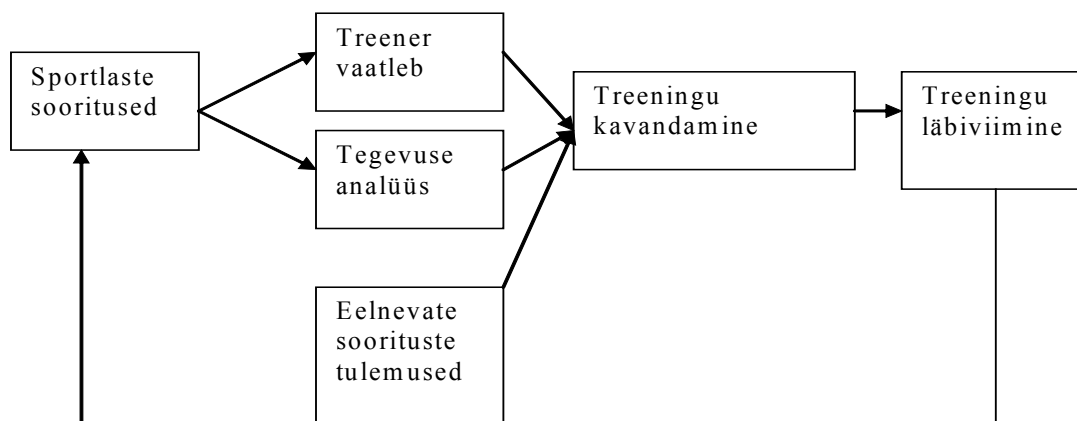 Sportlaste
sooritused
Treener
vaatleb
Tegevuse
analüüs
Eelnevate
soorituste
tulemused
Treeningu
kavandamine
Treeningu
läbiviimine